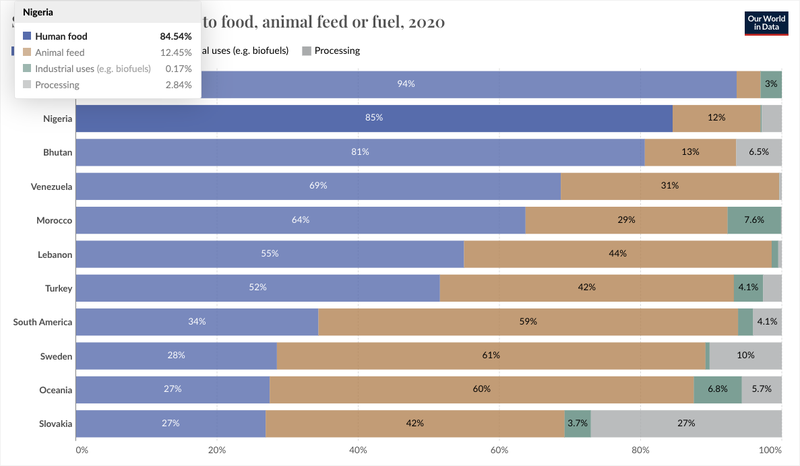 Nigeria
Human food 84.54%
Animal feed 12.45%
Industrial uses (e.g. biofuels) 0.17%
Processing 2.84%
to food, animal feed or fuel, 2020
Our World
in Data
uses (e.g. biofuels) Processing
94% 3%
Nigeria 85% 12%
Bhutan 81% 13% 6.5%
Venezuela 69% 31%
Morocco 64% 29% 7.6%
Lebanon 55% 44%
Turkey 52% 42% 4.1%
South America 34% 59% 4.1%
Sweden 28% 61% 10%
Oceania 27% 60% 6.8% 5.7%
Slovakia 27% 42% 3.7% 27%
0% 20% 40% 60% 80% 100%